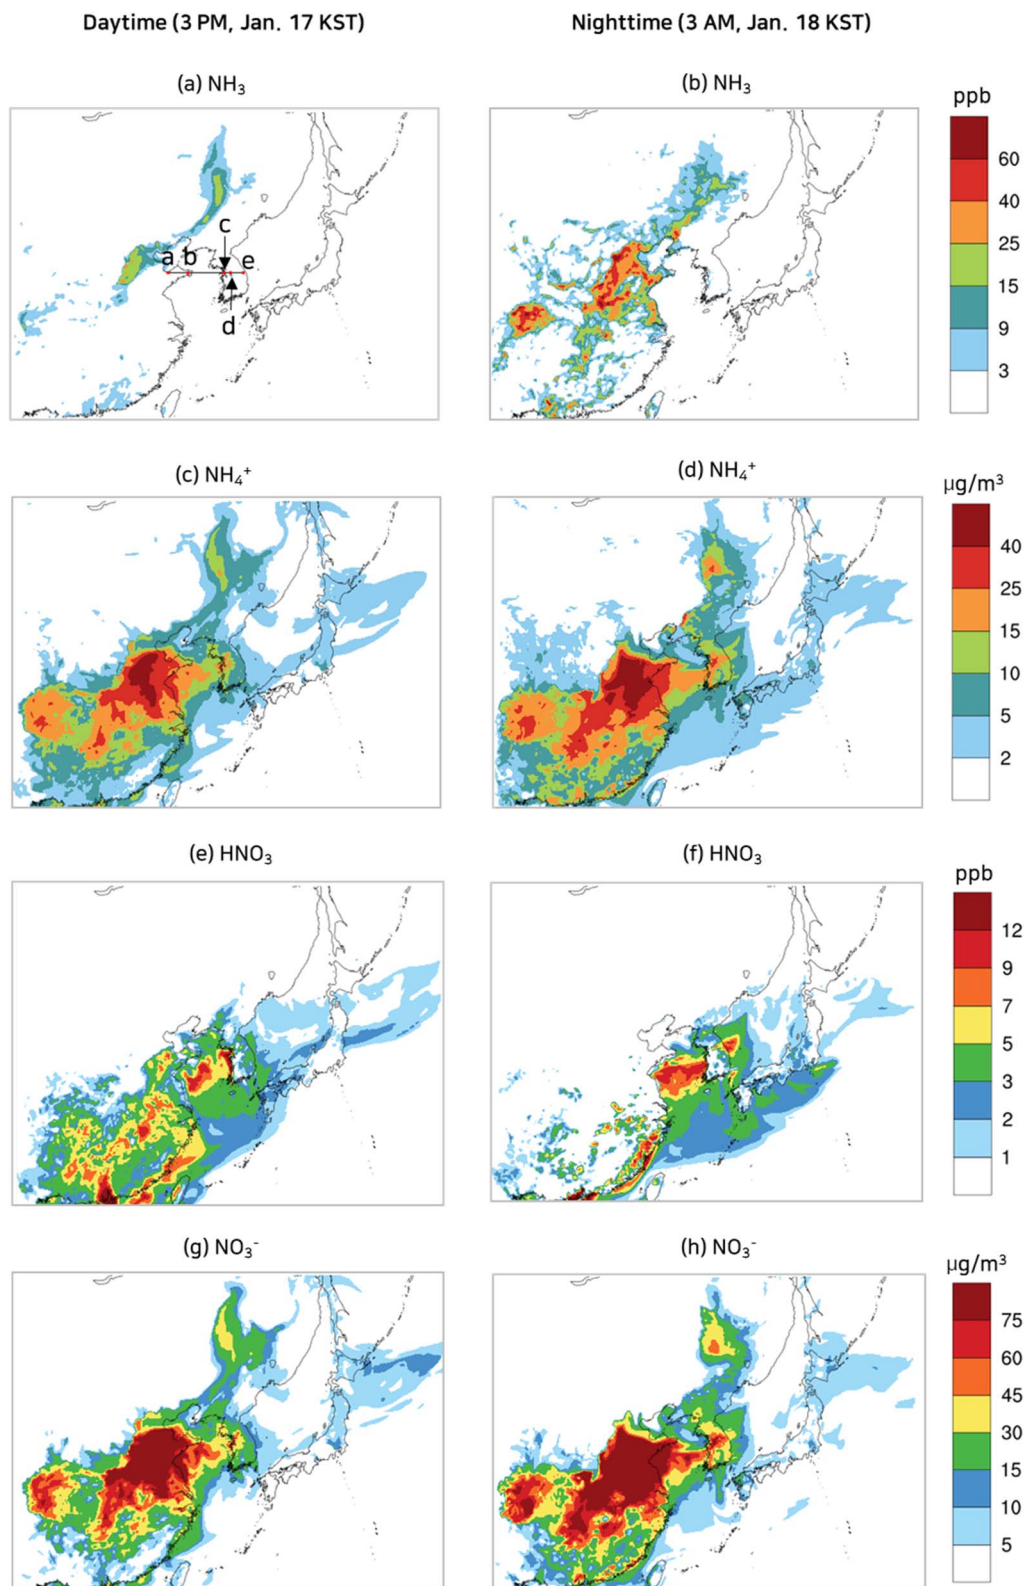 Daytime (3 PM, Jan. 17 KST) Nighttime (3 AM, Jan. 18 KST)
(a) NH₃ (b) NH₃
ppb
60
40
25
15
9
3
a b c d e
(c) NH₄⁺ (d) NH₄⁺
µg/m³
40
25
15
10
5
2
(e) HNO₃ (f) HNO₃
ppb
12
9
7
5
3
2
1
(g) NO₃⁻ (h) NO₃⁻
µg/m³
75
60
45
30
15
10
5